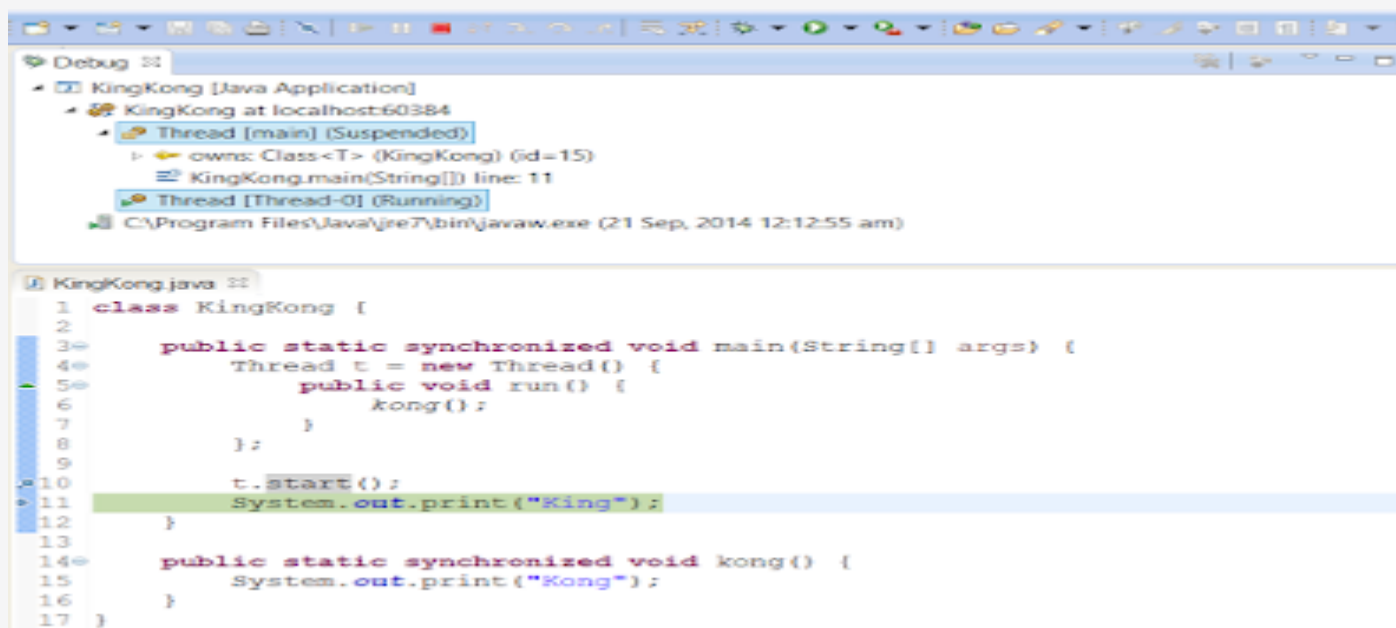 Debug
KingKong [Java Application]
KingKong at localhost:60384
Thread [main] (Suspended)
owns: Class<T> (KingKong) (id=15)
KingKong.main(String[]) line: 11
Thread [Thread-0] (Running)
C:\Program Files\Java\jre7\bin\javaw.exe (21 Sep, 2014 12:12:55 am)
KingKong.java
1 class KingKong {
2
3 public static synchronized void main(String[] args) {
4 Thread t = new Thread() {
5 public void run() {
6 kong();
7 }
8 };
9
10 t.start();
11 System.out.print("King");
12 }
13
14 public static synchronized void kong() {
15 System.out.print("Kong");
16 }
17 }